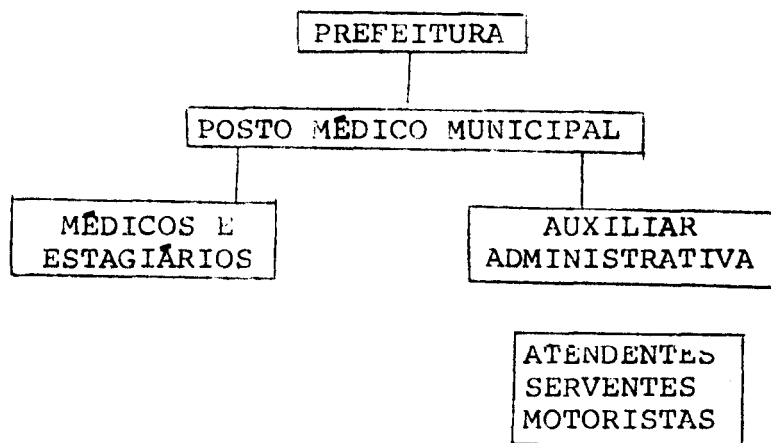 PREFEITURA
POSTO MÉDICO MUNICIPAL
MÉDICOS E
ESTAGIÁRIOS
AUXILIAR
ADMINISTRATIVA
ATENDENTES
SERVENTES
MOTORISTAS